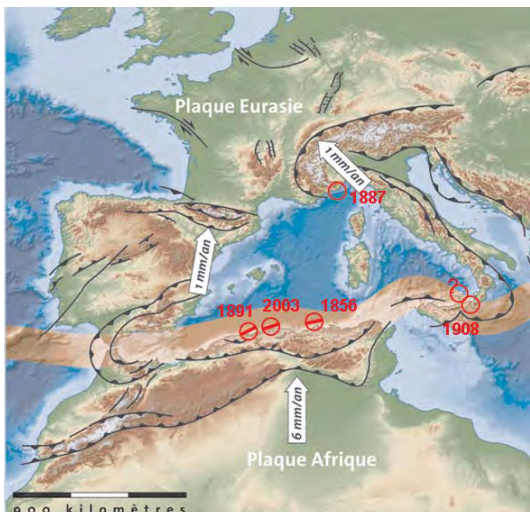 Plaque Eurasie
1 mm/an
1887
1 mm/an
1891
2003
1856
?
1908
6 mm/an
Plaque Afrique
900 kilomètres